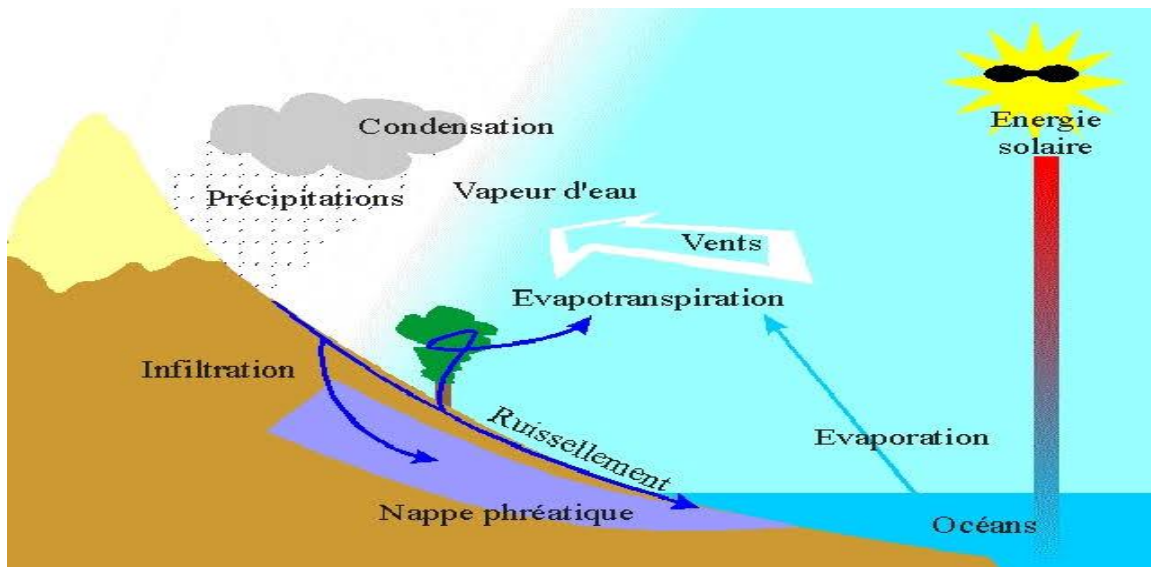 Energie
solaire
Condensation
Précipitations
Vapeur d'eau
Vents
Evapotranspiration
Infiltration
Ruissellement
Evaporation
Nappe phréatique
Océans